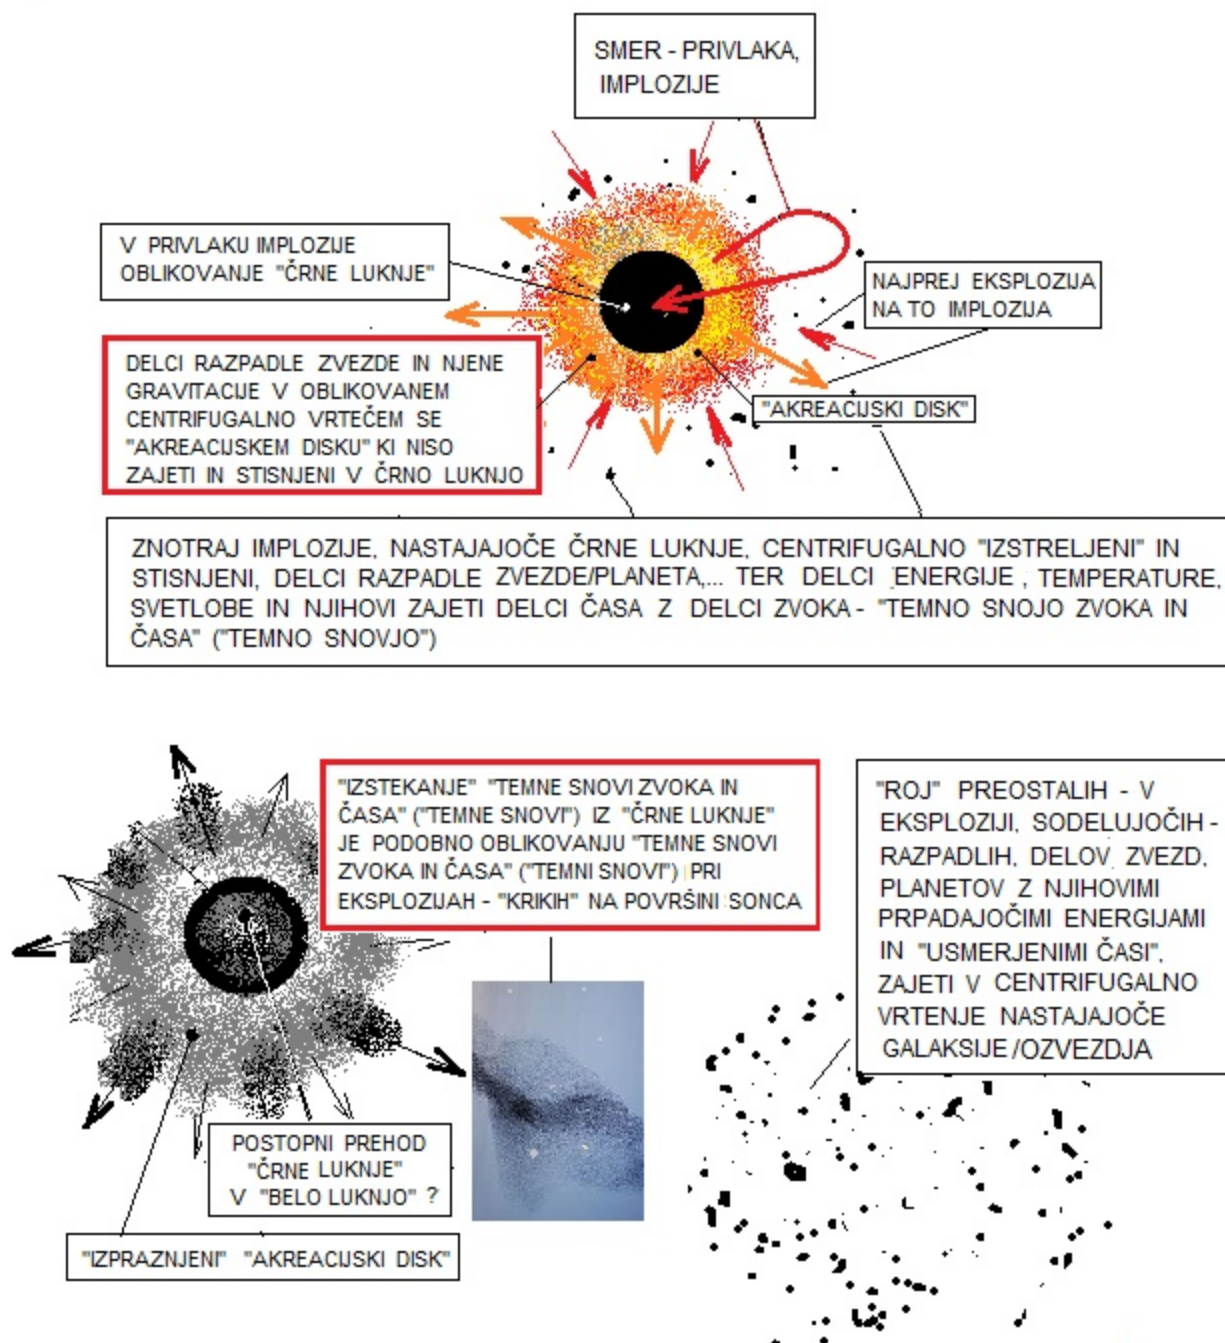 SMER - PRIVLAKA,
IMPLOZIJE
V PRIVLAKU IMPLOZIJE
OBLIKOVANJE "ČRNE LUKNJE"
NAJPREJ EKSPLOZIJA
NA TO IMPLOZIJA
DELCI RAZPADLE ZVEZDE IN NJENE
GRAVITACIJE V OBLIKOVANEM
CENTRIFUGALNO VRTEČEM SE
"AKREACIJSKEM DISKU" KI NISO
ZAJETI IN STISNJENI V ČRNO LUKNJO
"AKREACIJSKI DISK"
ZNOTRAJ IMPLOZIJE, NASTAJAJOČE ČRNE LUKNJE, CENTRIFUGALNO "IZSTRELJENI" IN
STISNJENI, DELCI RAZPADLE ZVEZDE/PLANETA,... TER DELCI ENERGIJE , TEMPERATURE,
SVETLOBE IN NJIHOVI ZAJETI DELCI ČASA Z DELCI ZVOKA - "TEMNO SNOJO ZVOKA IN
ČASA" ("TEMNO SNOVJO")
"IZSTEKANJE" "TEMNE SNOVI ZVOKA IN
ČASA" ("TEMNE SNOVI") IZ "ČRNE LUKNJE"
JE PODOBNO OBLIKOVANJU "TEMNE SNOVI
ZVOKA IN ČASA" ("TEMNI SNOVI") PRI
EKSPLOZIJAH - "KRIKIH" NA POVRŠINI SONCA
"ROJ" PREOSTALIH - V
EKSPLOZIJI, SODELUJOČIH -
RAZPADLIH, DELOV ZVEZD,
PLANETOV Z NJIHOVIMI
PRPADAJOČIMI ENERGIJAMI
IN "USMERJENIMI ČASI",
ZAJETI V CENTRIFUGALNO
VRTENJE NASTAJAJOČE
GALAKSIJE/OZVEZDJA
POSTOPNI PREHOD
"ČRNE LUKNJE"
V "BELO LUKNJO" ?
"IZPRAZNJENI" "AKREACIJSKI DISK"